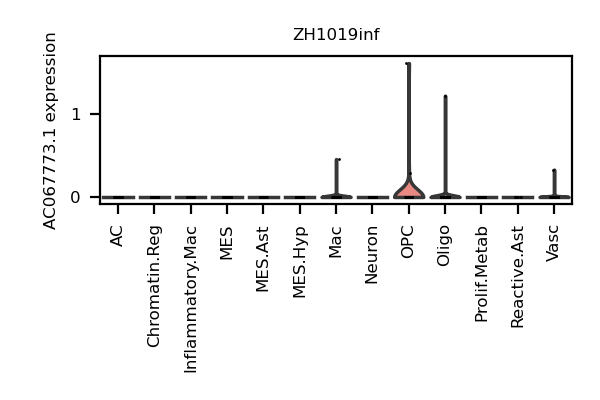 ZH1019inf
AC067773.1 expression
1
0
AC
Chromatin.Reg
Inflammatory.Mac
MES
MES.Ast
MES.Hyp
Mac
Neuron
OPC
Oligo
Prolif.Metab
Reactive.Ast
Vasc